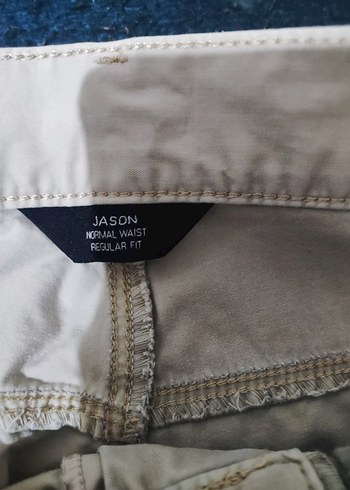 JASON
NORMAL WAIST
REGULAR FIT